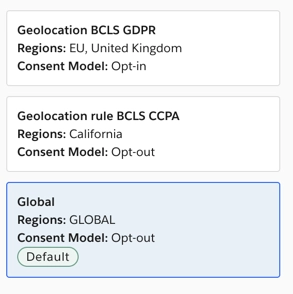 Geolocation BCLS GDPR
Regions: EU, United Kingdom
Consent Model: Opt-in
Geolocation rule BCLS CCPA
Regions: California
Consent Model: Opt-out
Global
Regions: GLOBAL
Consent Model: Opt-out
Default